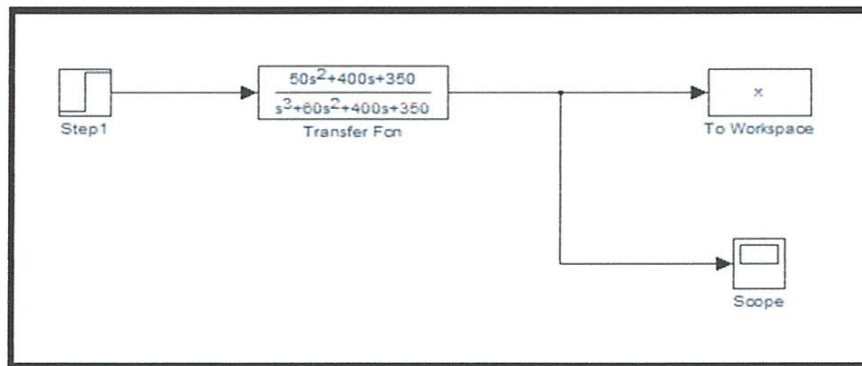 50s²+400s+350
s³+60s²+400s+350
x
Step1
Transfer Fcn
To Workspace
Scope